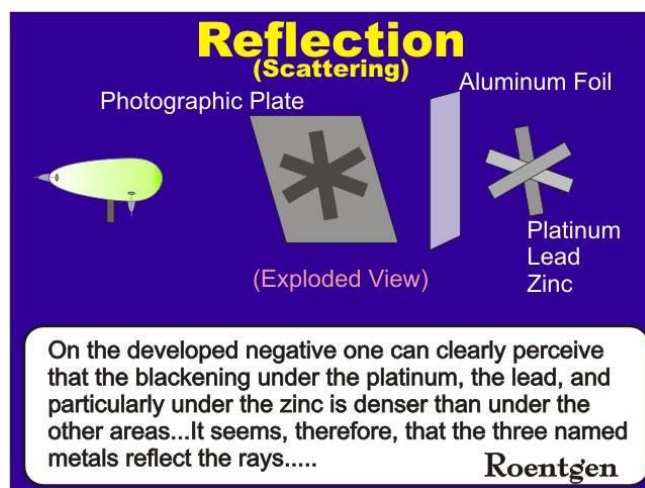 Reflection
(Scattering)
Aluminum Foil
Photographic Plate
Platinum
Lead
Zinc
(Exploded View)
On the developed negative one can clearly perceive
that the blackening under the platinum, the lead, and
particularly under the zinc is denser than under the
other areas...It seems, therefore, that the three named
metals reflect the rays.....
Roentgen